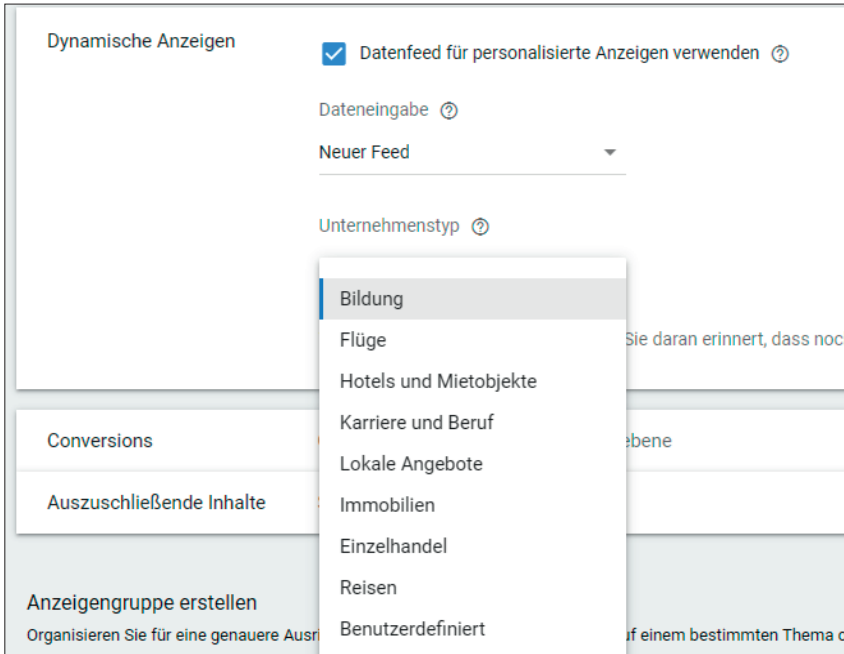 Dynamische Anzeigen
Datenfeed für personalisierte Anzeigen verwenden
Dateneingabe
Neuer Feed
Unternehmenstyp
Bildung
Flüge
Sie daran erinnert, dass noc
Hotels und Mietobjekte
Karriere und Beruf
Conversions
ebene
Lokale Angebote
Auszuschließende Inhalte
Immobilien
Einzelhandel
Reisen
Anzeigengruppe erstellen
Benutzerdefiniert
Organisieren Sie für eine genauere Ausri
uf einem bestimmten Thema